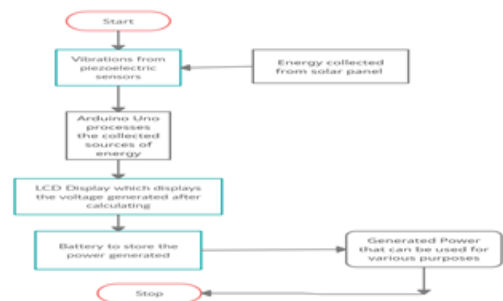 Start
Vibrations from
piezoelectric
sensors
Energy collected
from solar panel
Arduino Uno
processes
the collected
sources of
energy
LCD Display which displays
the voltage generated after
calculating
Battery to store the
power generated
Generated Power
that can be used for
various purposes
Stop